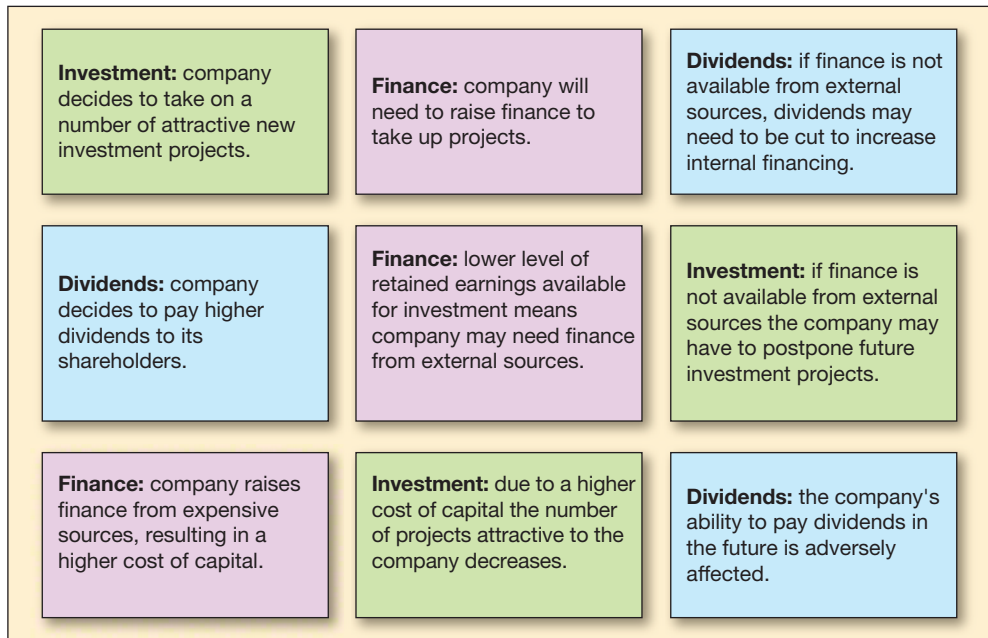 Investment: company
decides to take on a
number of attractive new
investment projects.
Finance: company will
need to raise finance to
take up projects.
Dividends: if finance is not
available from external
sources, dividends may
need to be cut to increase
internal financing.
Dividends: company
decides to pay higher
dividends to its
shareholders.
Finance: lower level of
retained earnings available
for investment means
company may need finance
from external sources.
Investment: if finance is
not available from external
sources the company may
have to postpone future
investment projects.
Finance: company raises
finance from expensive
sources, resulting in a
higher cost of capital.
Investment: due to a higher
cost of capital the number
of projects attractive to the
company decreases.
Dividends: the company's
ability to pay dividends in
the future is adversely
affected.